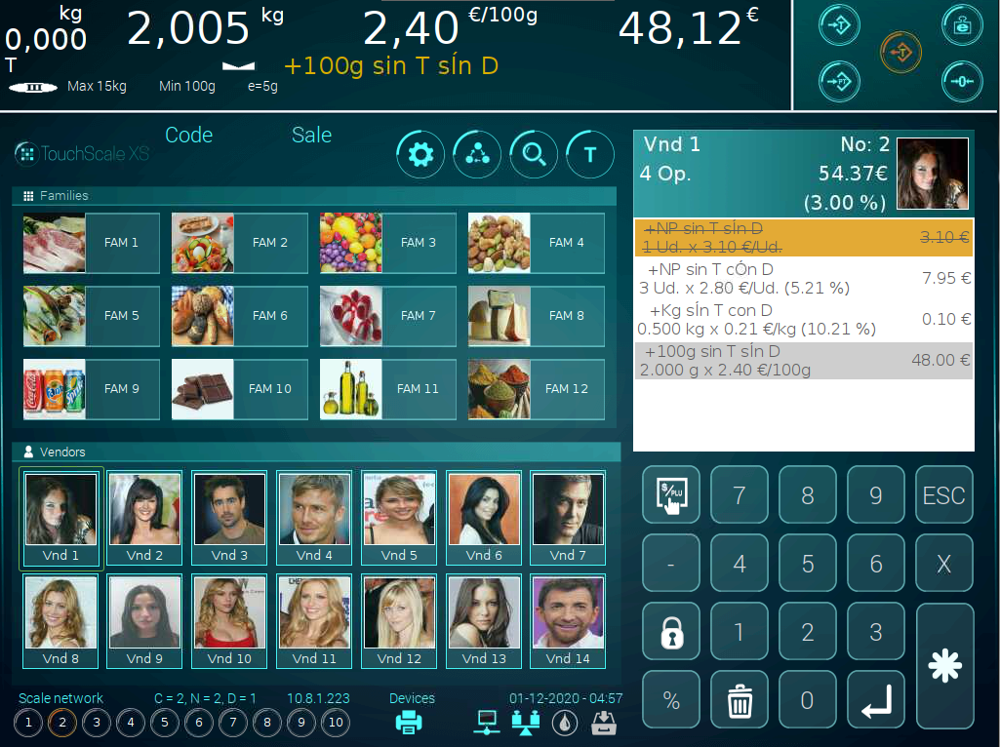 kg
0,000
T
2,005 kg
2,40 €/100g
48,12 €
+100g sin T sÍn D
Max 15kg Min 100g e=5g
→T←
→T←
→PT←
e
→0←
TouchScale XS
Code Sale
T
Families
FAM 1 FAM 2 FAM 3 FAM 4
FAM 5 FAM 6 FAM 7 FAM 8
FAM 9 FAM 10 FAM 11 FAM 12
Vendors
Vnd 1 Vnd 2 Vnd 3 Vnd 4 Vnd 5 Vnd 6 Vnd 7
Vnd 8 Vnd 9 Vnd 10 Vnd 11 Vnd 12 Vnd 13 Vnd 14
Scale network C = 2, N = 2, D = 1 10.8.1.223 Devices 01-12-2020 - 04:57
1 2 3 4 5 6 7 8 9 10
Vnd 1 No: 2
4 Op. 54.37€
(3.00 %)
+NP sin T sÍn D
1 Ud. x 3.10 €/Ud. 3.10 €
+NP sin T cÓn D
3 Ud. x 2.80 €/Ud. (5.21 %) 7.95 €
+Kg sÍn T con D
0.500 kg x 0.21 €/kg (10.21 %) 0.10 €
+100g sin T sÍn D
2.000 g x 2.40 €/100g 48.00 €
$/PLU 7 8 9 ESC
- 4 5 6 X
1 2 3
% 0